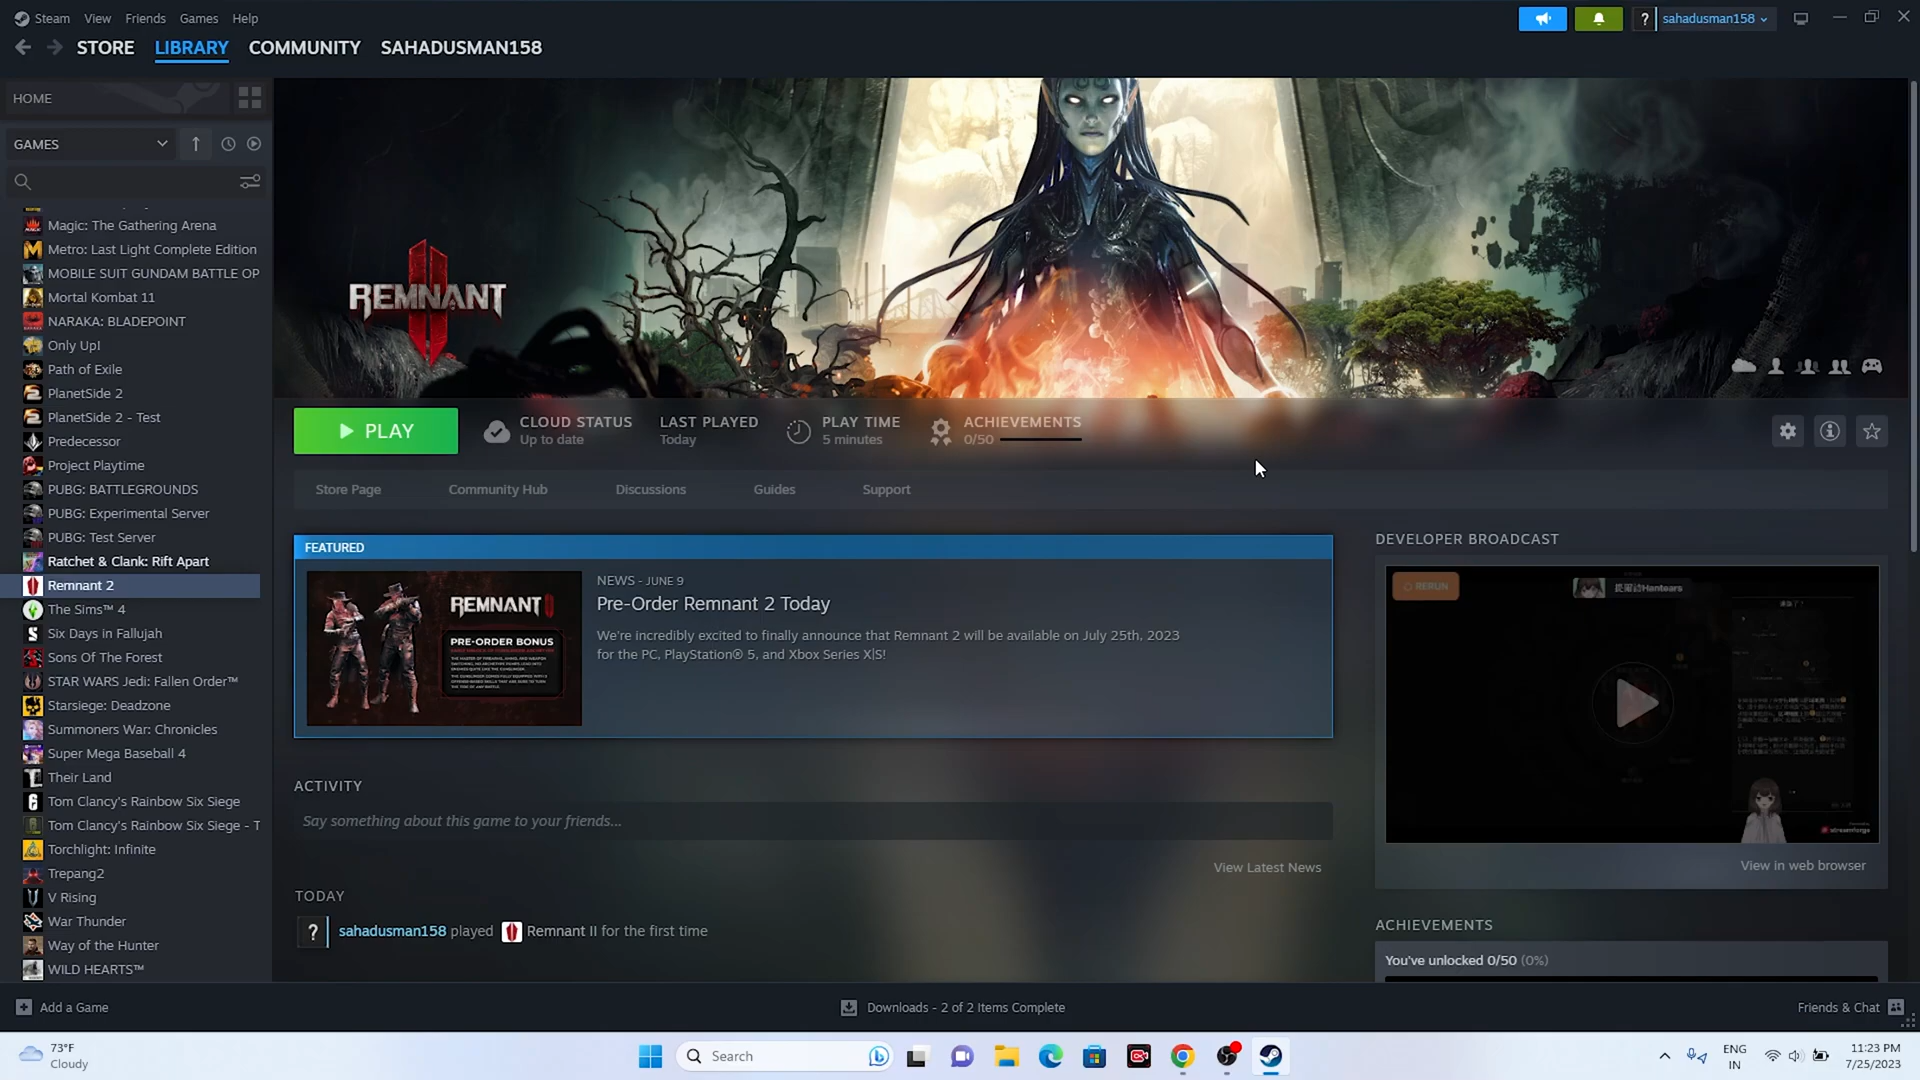 Steam View Friends Games Help
sahadusman158
STORE LIBRARY COMMUNITY SAHADUSMAN158
HOME
GAMES
Magic: The Gathering Arena
Metro: Last Light Complete Edition
MOBILE SUIT GUNDAM BATTLE OP
Mortal Kombat 11
NARAKA: BLADEPOINT
Only Up!
Path of Exile
PlanetSide 2
PlanetSide 2 - Test
Predecessor
Project Playtime
PUBG: BATTLEGROUNDS
PUBG: Experimental Server
PUBG: Test Server
Ratchet & Clank: Rift Apart
Remnant 2
The Sims™ 4
Six Days in Fallujah
Sons Of The Forest
STAR WARS Jedi: Fallen Order™
Starsiege: Deadzone
Summoners War: Chronicles
Super Mega Baseball 4
Their Land
Tom Clancy's Rainbow Six Siege
Tom Clancy's Rainbow Six Siege - T
Torchlight: Infinite
Trepang2
V Rising
War Thunder
Way of the Hunter
WILD HEARTS™
REMNANT II
PLAY
CLOUD STATUS
Up to date
LAST PLAYED
Today
PLAY TIME
5 minutes
ACHIEVEMENTS
0/50
Store Page Community Hub Discussions Guides Support
FEATURED
REMNANT II
PRE-ORDER BONUS
NEWS - JUNE 9
Pre-Order Remnant 2 Today
We're incredibly excited to finally announce that Remnant 2 will be available on July 25th, 2023
for the PC, PlayStation® 5, and Xbox Series X|S!
ACTIVITY
Say something about this game to your friends...
View Latest News
TODAY
? sahadusman158 played Remnant II for the first time
DEVELOPER BROADCAST
RERUN
View in web browser
ACHIEVEMENTS
You've unlocked 0/50 (0%)
Add a Game
Downloads - 2 of 2 Items Complete
Friends & Chat
73°F
Cloudy
Search
ENG
IN
11:23 PM
7/25/2023